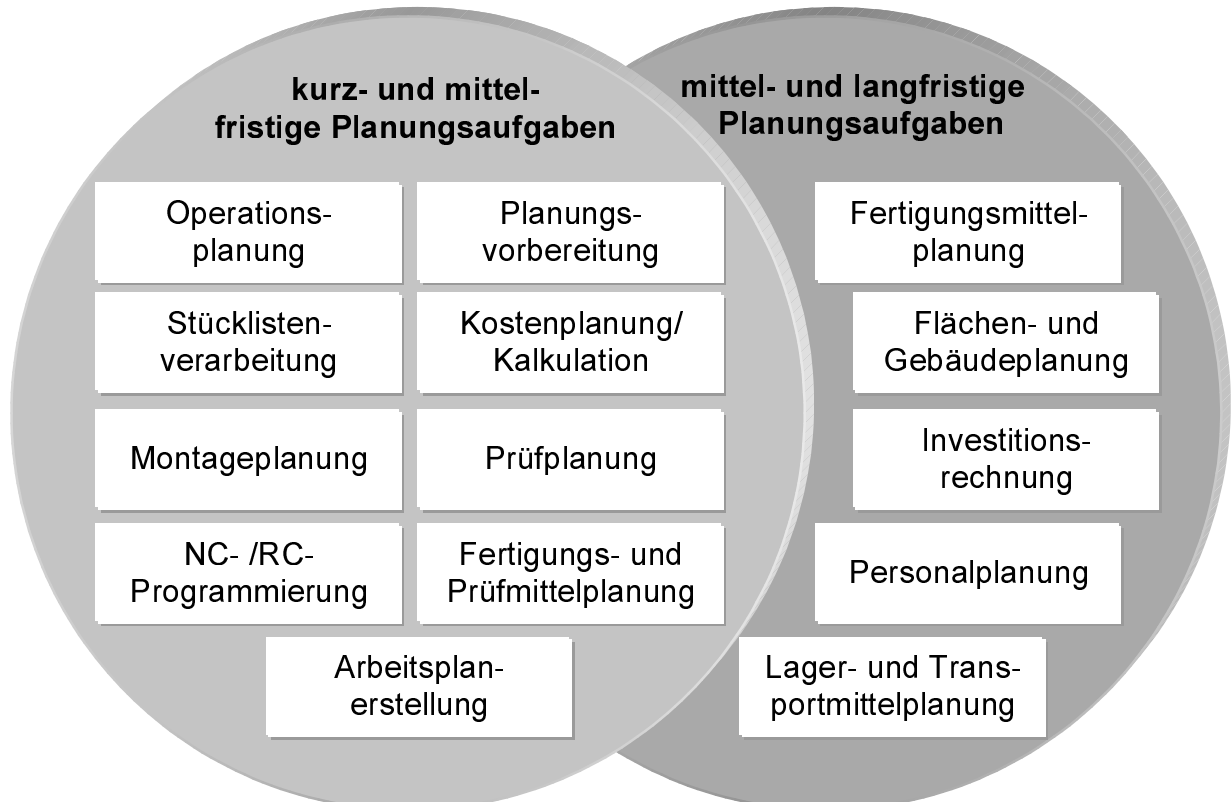 kurz- und mittel-
fristige Planungsaufgaben
Operations-
planung
Planungs-
vorbereitung
Stücklisten-
verarbeitung
Kostenplanung/
Kalkulation
Montageplanung
Prüfplanung
NC- /RC-
Programmierung
Fertigungs- und
Prüfmittelplanung
Arbeitsplan-
erstellung
mittel- und langfristige
Planungsaufgaben
Fertigungsmittel-
planung
Flächen- und
Gebäudeplanung
Investitions-
rechnung
Personalplanung
Lager- und Trans-
portmittelplanung